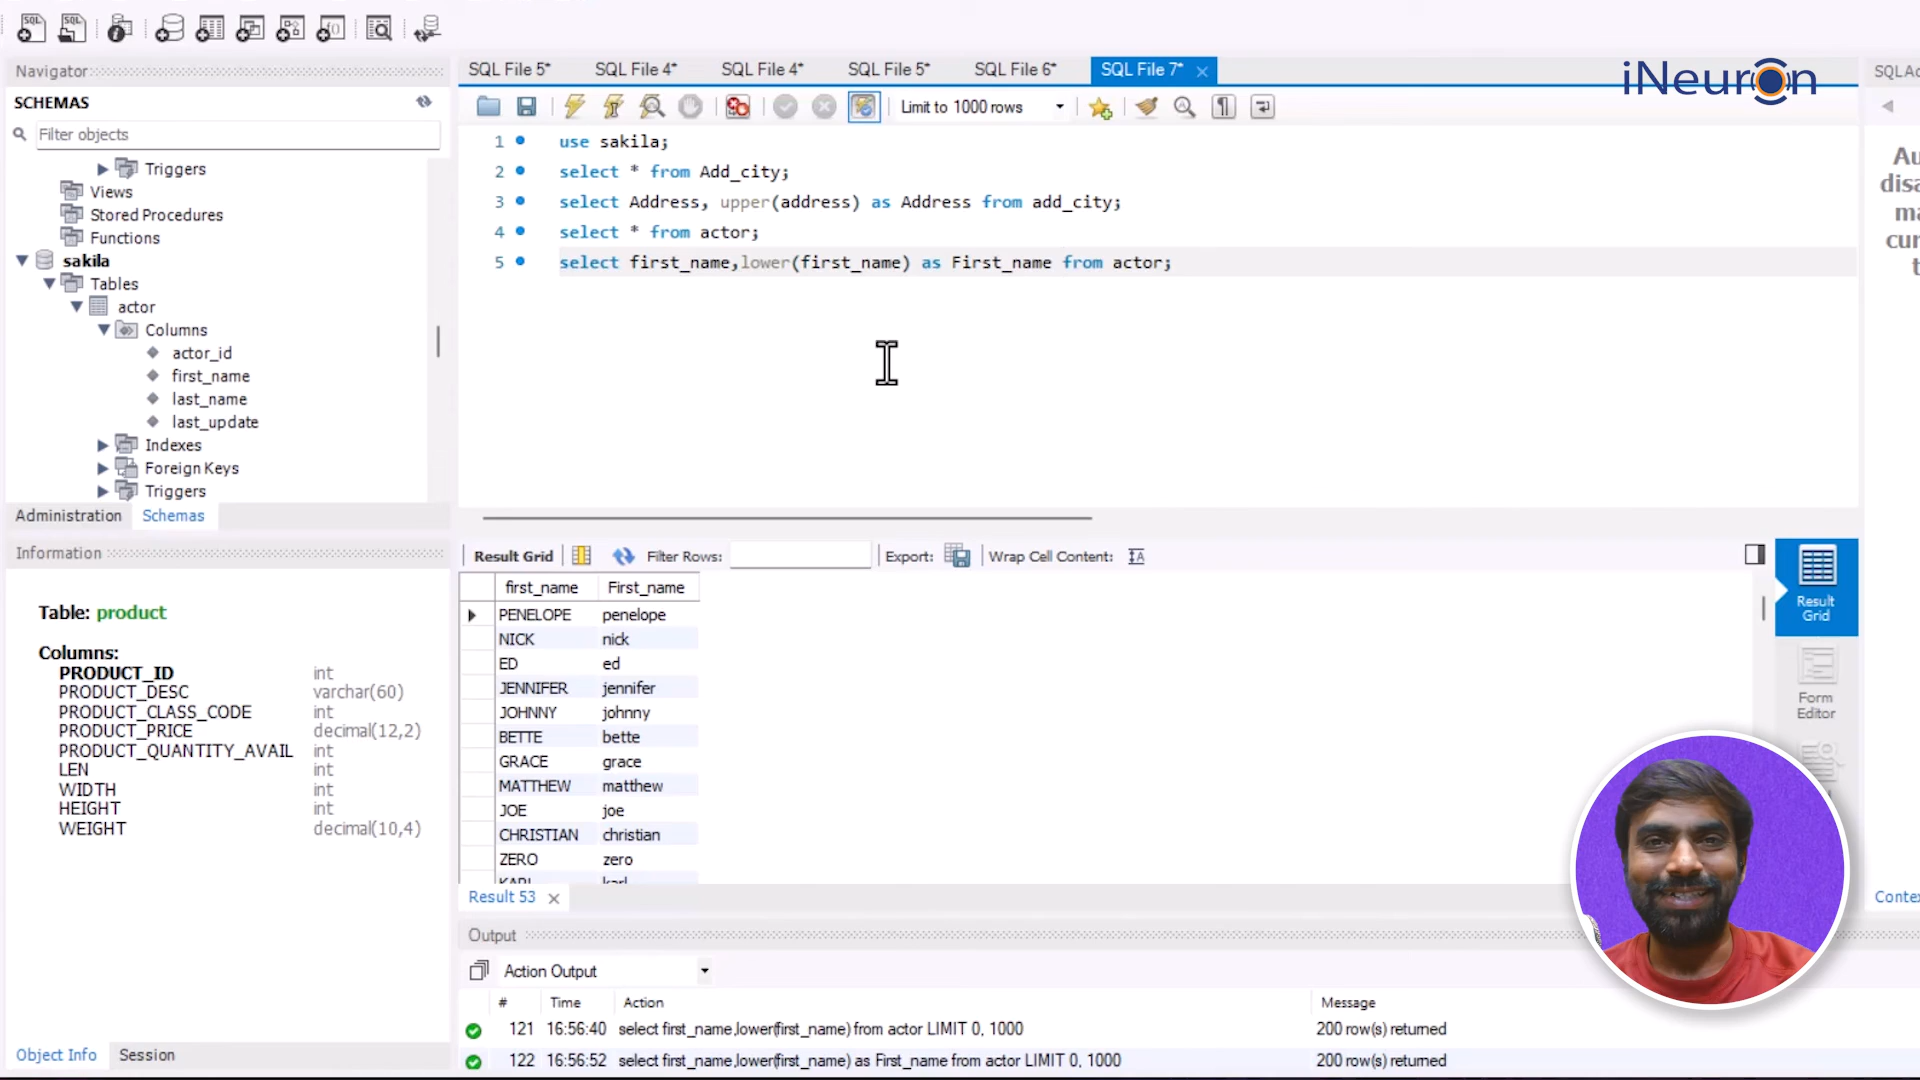 SQL
SQL
Navigator
SCHEMAS
Filter objects
Triggers
Views
Stored Procedures
Functions
sakila
Tables
actor
Columns
actor_id
first_name
last_name
last_update
Indexes
Foreign Keys
Triggers
Administration Schemas
Information
Table: product
Columns:
PRODUCT_ID int
PRODUCT_DESC varchar(60)
PRODUCT_CLASS_CODE int
PRODUCT_PRICE decimal(12,2)
PRODUCT_QUANTITY_AVAIL int
LEN int
WIDTH int
HEIGHT int
WEIGHT decimal(10,4)
Object Info Session
SQL File 5* SQL File 4* SQL File 4* SQL File 5* SQL File 6* SQL File 7*
iNeuron
Limit to 1000 rows
1 use sakila;
2 select * from Add_city;
3 select Address, upper(address) as Address from add_city;
4 select * from actor;
5 select first_name,lower(first_name) as First_name from actor;
Result Grid Filter Rows: Export: Wrap Cell Content:
first_name First_name
PENELOPE penelope
NICK nick
ED ed
JENNIFER jennifer
JOHNNY johnny
BETTE bette
GRACE grace
MATTHEW matthew
JOE joe
CHRISTIAN christian
ZERO zero
Result
Grid
Form
Editor
Result 53
Output
Action Output
# Time Action Message
121 16:56:40 select first_name,lower(first_name) from actor LIMIT 0, 1000 200 row(s) returned
122 16:56:52 select first_name,lower(first_name) as First_name from actor LIMIT 0, 1000 200 row(s) returned